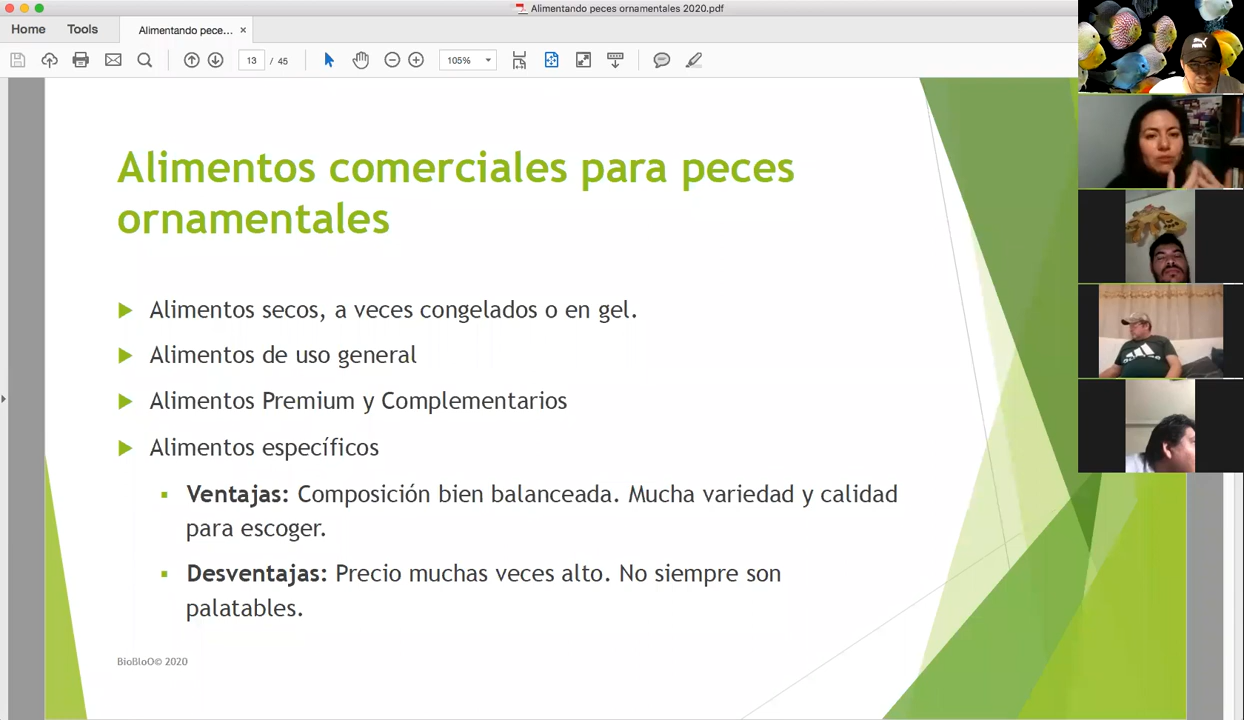 Alimentando peces ornamentales 2020.pdf
Home
Tools
Alimentando pece...
13 / 45
105%
Alimentos comerciales para peces
ornamentales
Alimentos secos, a veces congelados o en gel.
Alimentos de uso general
Alimentos Premium y Complementarios
Alimentos específicos
Ventajas: Composición bien balanceada. Mucha variedad y calidad
para escoger.
Desventajas: Precio muchas veces alto. No siempre son
palatables.
BioBloO© 2020